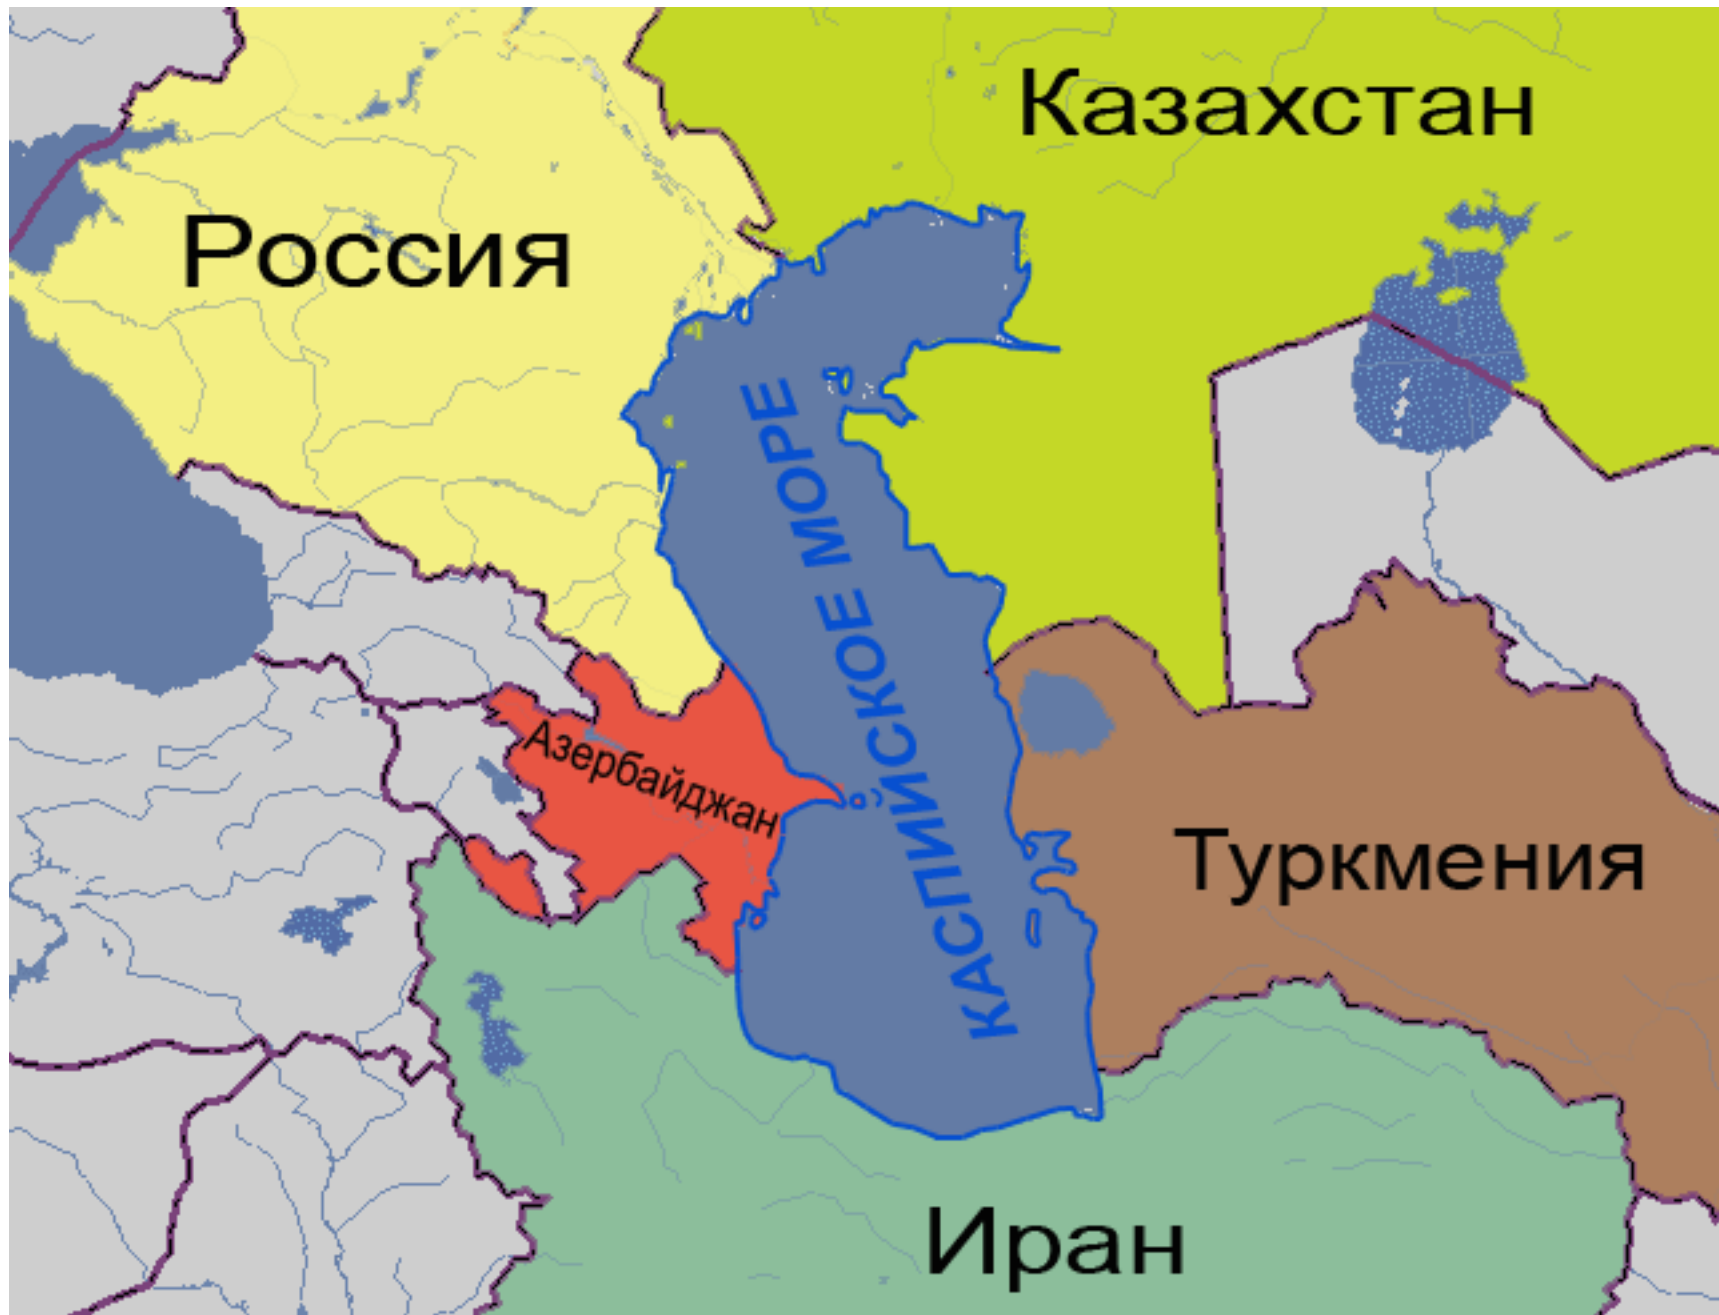 Казахстан
Россия
КАСПИЙСКОЕ МОРЕ
Азербайджан
Туркмения
Иран